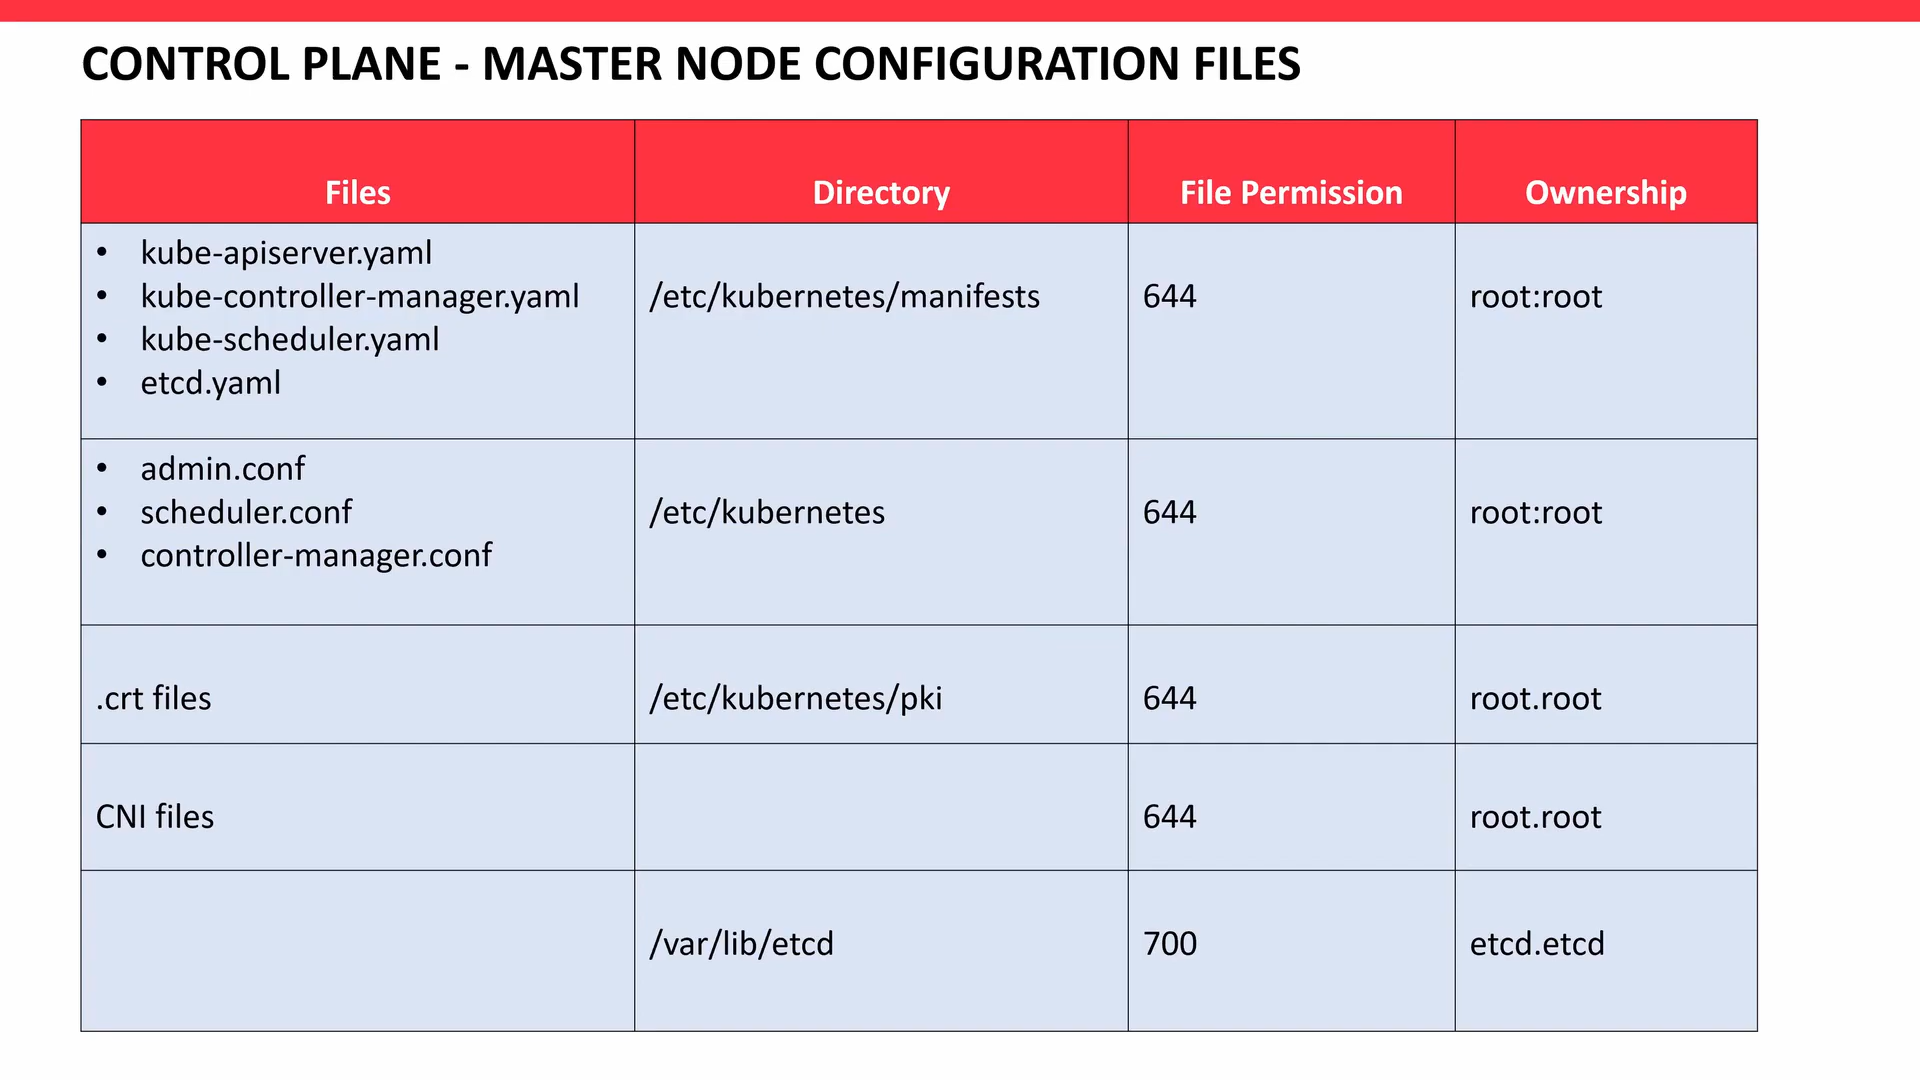 CONTROL PLANE - MASTER NODE CONFIGURATION FILES
Files Directory File Permission Ownership
• kube-apiserver.yaml
• kube-controller-manager.yaml /etc/kubernetes/manifests 644 root:root
• kube-scheduler.yaml
• etcd.yaml
• admin.conf
• scheduler.conf /etc/kubernetes 644 root:root
• controller-manager.conf
.crt files /etc/kubernetes/pki 644 root.root
CNI files 644 root.root
/var/lib/etcd 700 etcd.etcd